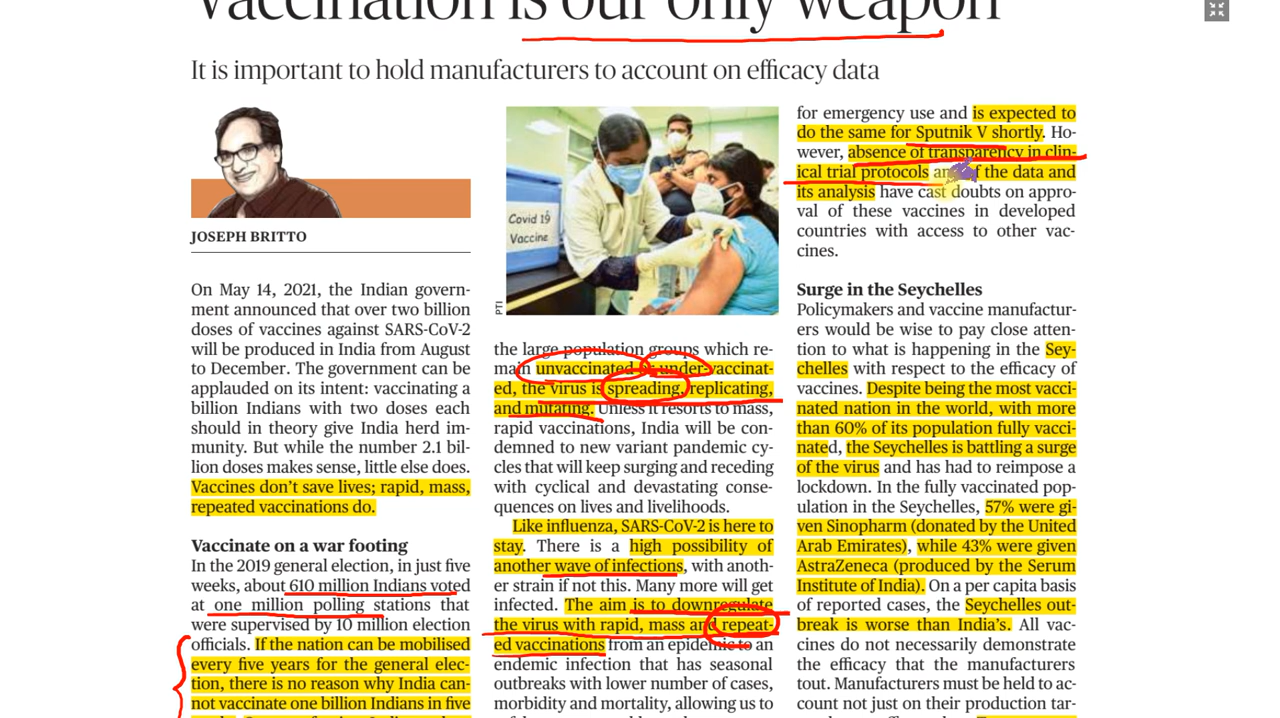 Vaccination is our only weapon
It is important to hold manufacturers to account on efficacy data
JOSEPH BRITTO
On May 14, 2021, the Indian govern-
ment announced that over two billion
doses of vaccines against SARS-CoV-2
will be produced in India from August
to December. The government can be
applauded on its intent: vaccinating a
billion Indians with two doses each
should in theory give India herd im-
munity. But while the number 2.1 bil-
lion doses makes sense, little else does.
Vaccines don't save lives; rapid, mass,
repeated vaccinations do.
Vaccinate on a war footing
In the 2019 general election, in just five
weeks, about 610 million Indians voted
at one million polling stations that
were supervised by 10 million election
officials. If the nation can be mobilised
every five years for the general elec-
tion, there is no reason why India can-
not vaccinate one billion Indians in five
Covid 19
Vaccine
PTI
the large population groups which re-
main unvaccinated or under-vaccinat-
ed, the virus is spreading, replicating,
and mutating. Unless it resorts to mass,
rapid vaccinations, India will be con-
demned to new variant pandemic cy-
cles that will keep surging and receding
with cyclical and devastating conse-
quences on lives and livelihoods.
Like influenza, SARS-CoV-2 is here to
stay. There is a high possibility of
another wave of infections, with anoth-
er strain if not this. Many more will get
infected. The aim is to downregulate
the virus with rapid, mass and repeat-
ed vaccinations from an epidemic to an
endemic infection that has seasonal
outbreaks with lower number of cases,
morbidity and mortality, allowing us to
for emergency use and is expected to
do the same for Sputnik V shortly. Ho-
wever, absence of transparency in clin-
ical trial protocols the data and
its analysis have cast doubts on appro-
val of these vaccines in developed
countries with access to other vac-
cines.
Surge in the Seychelles
Policymakers and vaccine manufactur-
ers would be wise to pay close atten-
tion to what is happening in the Sey-
chelles with respect to the efficacy of
vaccines. Despite being the most vacci-
nated nation in the world, with more
than 60% of its population fully vacci-
nated, the Seychelles is battling a surge
of the virus and has had to reimpose a
lockdown. In the fully vaccinated pop-
ulation in the Seychelles, 57% were gi-
ven Sinopharm (donated by the United
Arab Emirates), while 43% were given
AstraZeneca (produced by the Serum
Institute of India). On a per capita basis
of reported cases, the Seychelles out-
break is worse than India's. All vac-
cines do not necessarily demonstrate
the efficacy that the manufacturers
tout. Manufacturers must be held to ac-
count not just on their production tar-